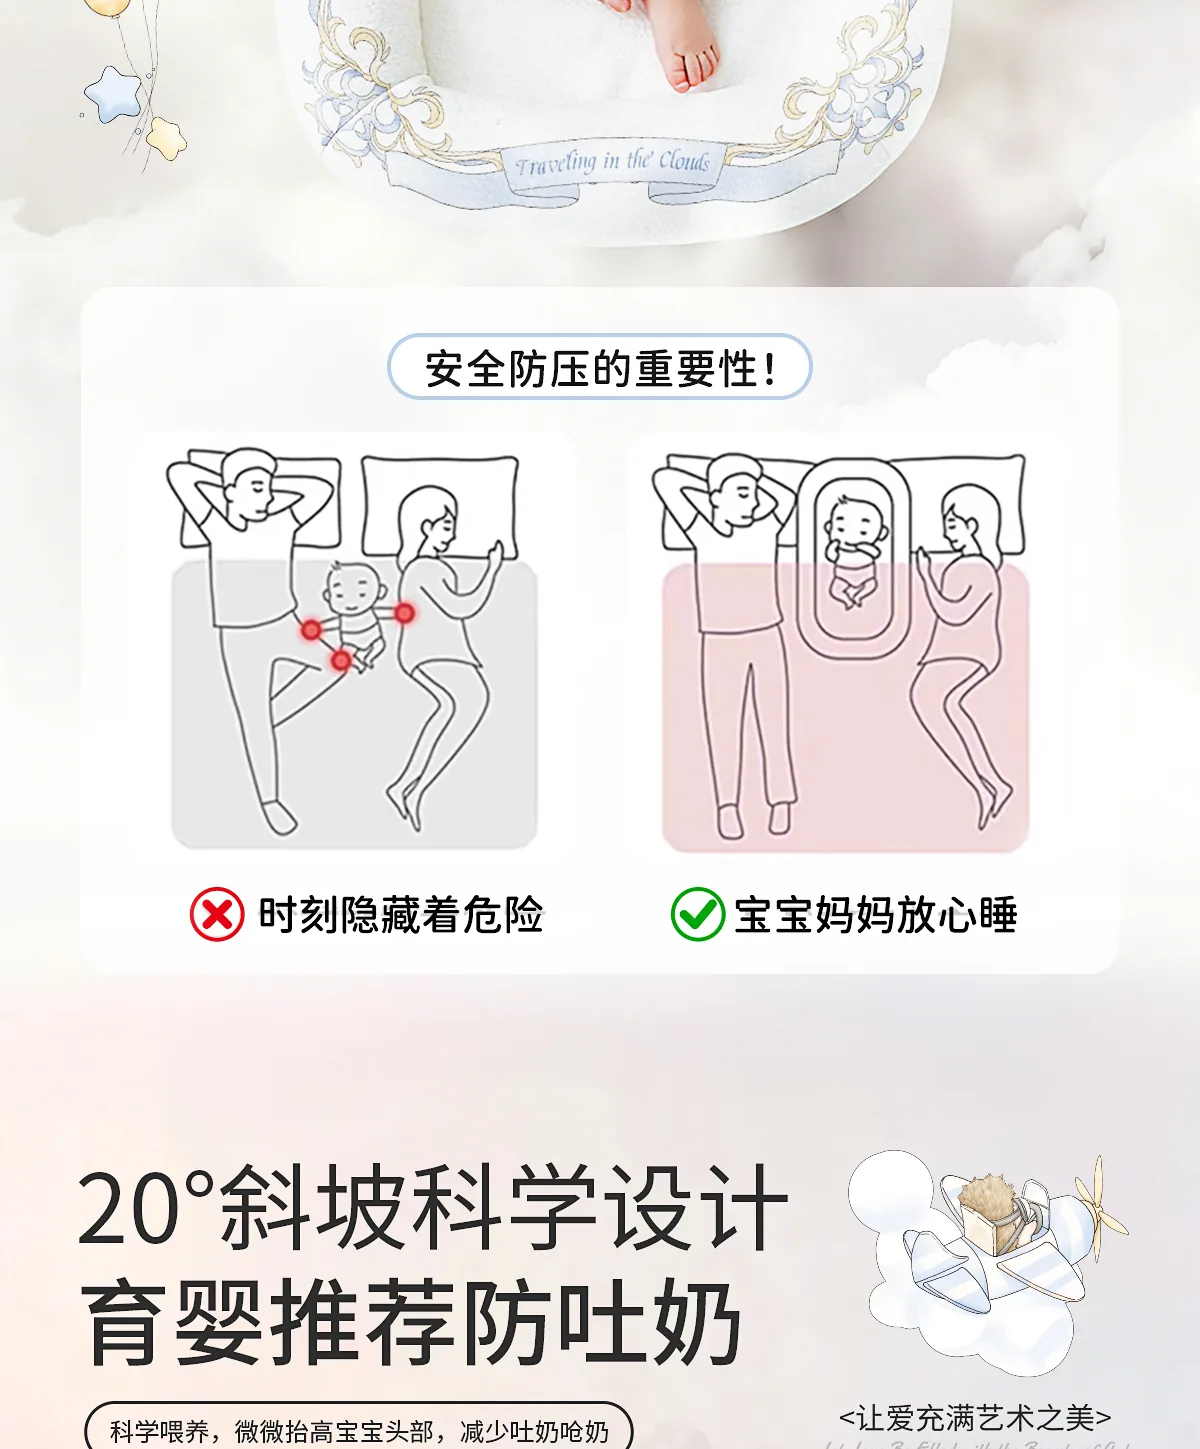 Traveling in the Clouds
安全防压的重要性！
时刻隐藏着危险
宝宝妈妈放心睡
20°斜坡科学设计
育婴推荐防吐奶
科学喂养，微微抬高宝宝头部，减少吐奶呛奶
<让爱充满艺术之美>